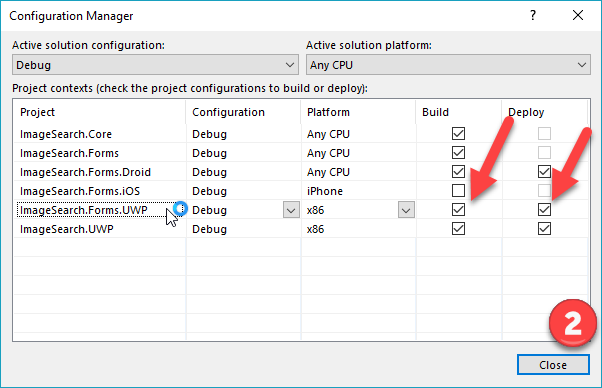 Configuration Manager ? ×
Active solution configuration: Active solution platform:
Debug Any CPU
Project contexts (check the project configurations to build or deploy):
Project Configuration Platform Build Deploy
ImageSearch.Core Debug Any CPU
ImageSearch.Forms Debug Any CPU
ImageSearch.Forms.Droid Debug Any CPU
ImageSearch.Forms.iOS Debug iPhone
ImageSearch.Forms.UWP Debug x86
ImageSearch.UWP Debug x86
2
Close